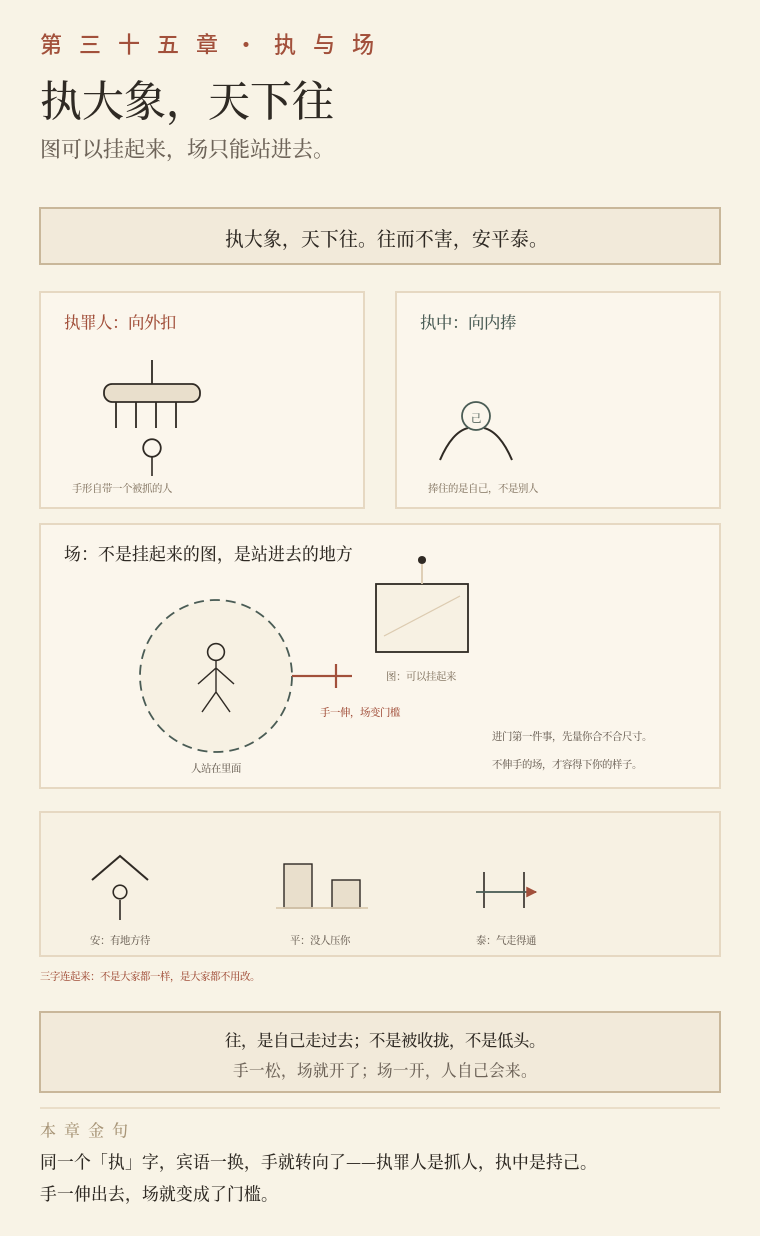 第三十五章·执与场
执大象，天下往
图可以挂起来，场只能站进去。
执大象，天下往。往而不害，安平泰。
执罪人：向外扣
手形自带一个被抓的人
执中：向内捧
己
捧住的是自己，不是别人
场：不是挂起来的图，是站进去的地方
图：可以挂起来
手一伸，场变门槛
进门第一件事，先量你合不合尺寸。
不伸手的场，才容得下你的样子。
人站在里面
安：有地方待
平：没人压你
泰：气走得通
三字连起来：不是大家都一样，是大家都不用改。
往，是自己走过去；不是被收拢，不是低头。
手一松，场就开了；场一开，人自己会来。
本章金句
同一个「执」字，宾语一换，手就转向了——执罪人是抓人，执中是持己。
手一伸出去，场就变成了门槛。